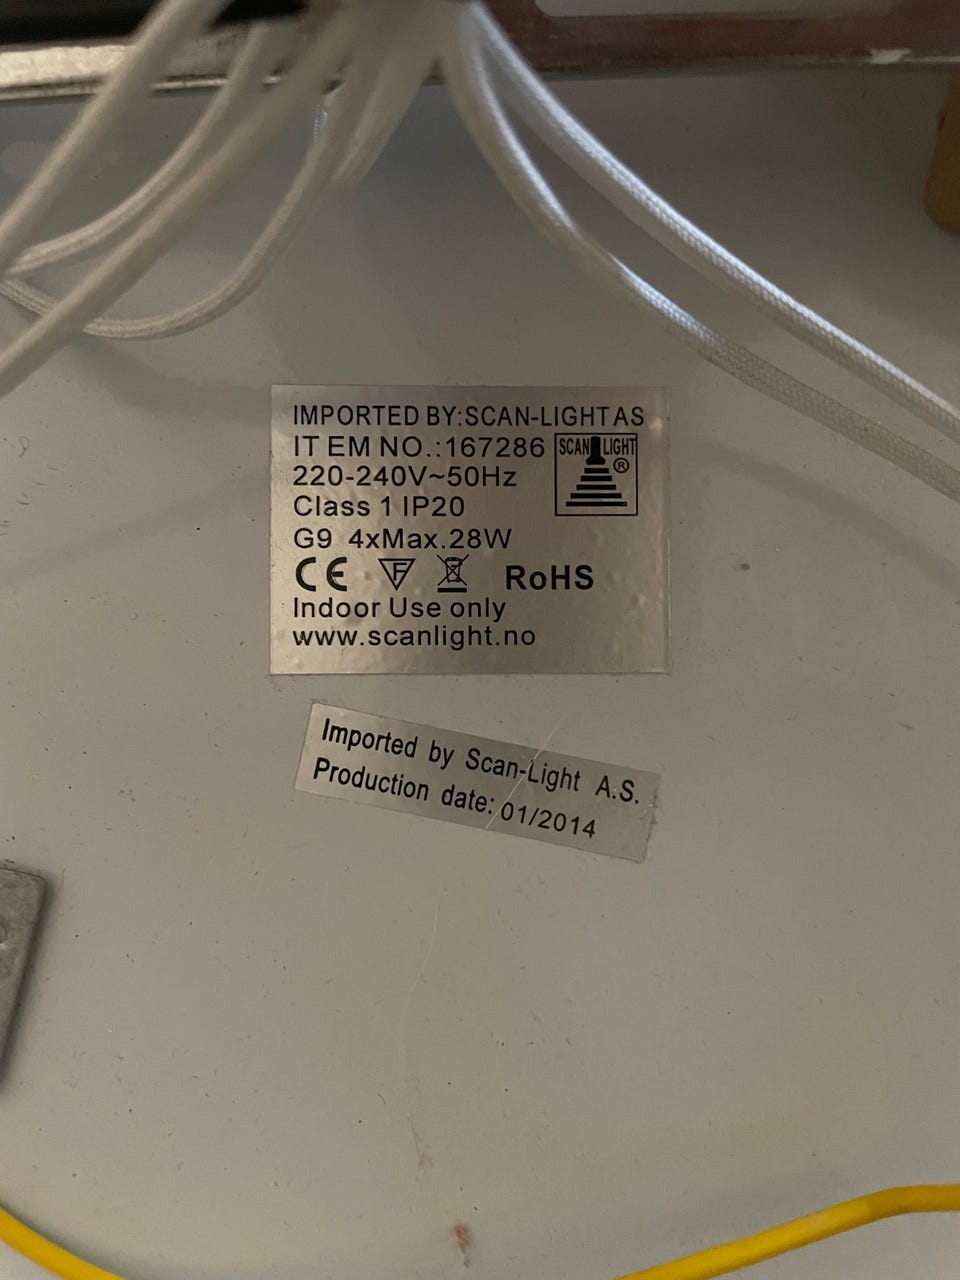 IMPORTED BY:SCAN-LIGHT AS
IT EM NO.:167286
SCAN LIGHT
®
220-240V~50Hz
Class 1 IP20
G9 4xMax.28W
CE F RoHS
Indoor Use only
www.scanlight.no
Imported by Scan-Light A.S.
Production date: 01/2014